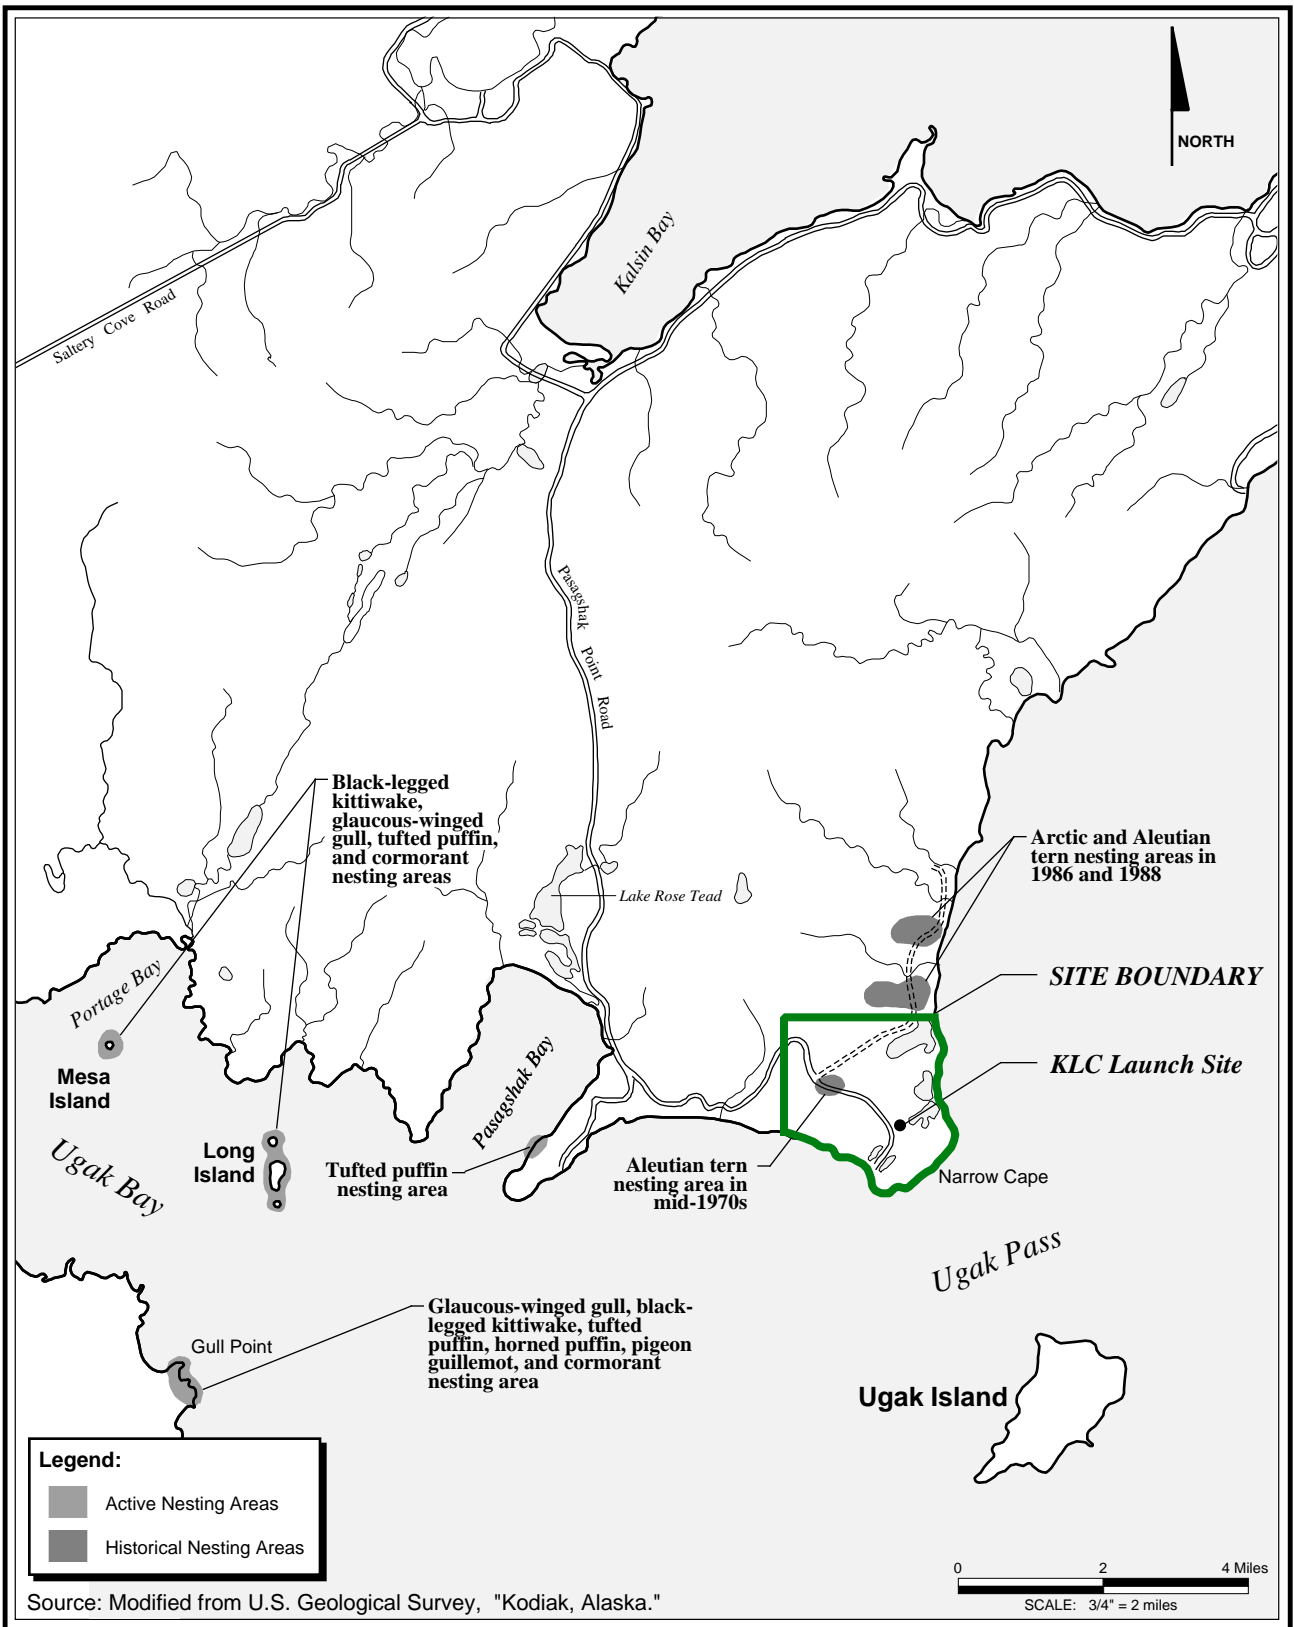 NORTH
Kalsin Bay
Saltery Cove Road
Pasagshak Point Road
Black-legged
kittiwake,
glaucous-winged
gull, tufted puffin,
and cormorant
nesting areas
Arctic and Aleutian
tern nesting areas in
1986 and 1988
Lake Rose Tead
SITE BOUNDARY
Portage Bay
KLC Launch Site
Mesa
Island
Pasagshak Bay
Long
Island
Ugak Bay
Tufted puffin
nesting area
Aleutian tern
nesting area in
mid-1970s
Narrow Cape
Ugak Pass
Glaucous-winged gull, black-
legged kittiwake, tufted
puffin, horned puffin, pigeon
guillemot, and cormorant
nesting area
Gull Point
Ugak Island
Legend:
Active Nesting Areas
Historical Nesting Areas
0 2 4 Miles
SCALE: 3/4" = 2 miles
Source: Modified from U.S. Geological Survey, "Kodiak, Alaska."